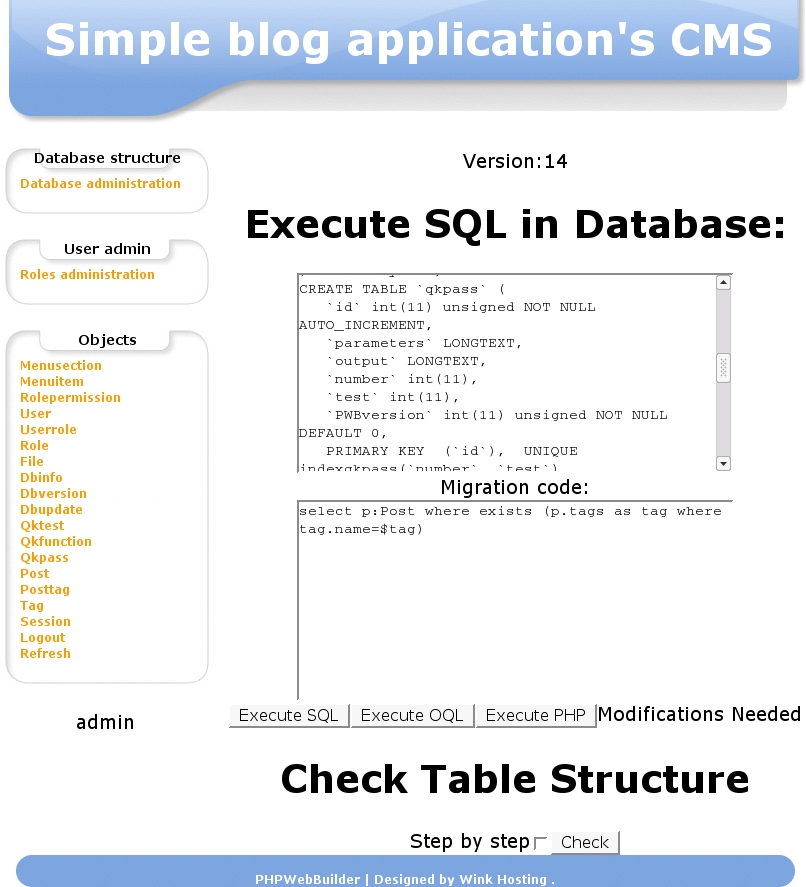 Simple blog application's CMS
Database structure
Database administration
User admin
Roles administration
Objects
Menusection
Menuitem
Rolepermission
User
Userrole
Role
File
Dbinfo
Dbversion
Dbupdate
Qktest
Qkfunction
Qkpass
Post
Posttag
Tag
Session
Logout
Refresh
admin
Version:14
Execute SQL in Database:
CREATE TABLE `qkpass` (
`id` int(11) unsigned NOT NULL
AUTO_INCREMENT,
`parameters` LONGTEXT,
`output` LONGTEXT,
`number` int(11),
`test` int(11),
`PWBversion` int(11) unsigned NOT NULL
DEFAULT 0,
PRIMARY KEY (`id`), UNIQUE
indexqkpass(`number`,`test`)
Migration code:
select p:Post where exists (p.tags as tag where
tag.name=$tag)
Execute SQL Execute OQL Execute PHP Modifications Needed
Check Table Structure
Step by step Check
PHPWebBuilder | Designed by Wink Hosting .